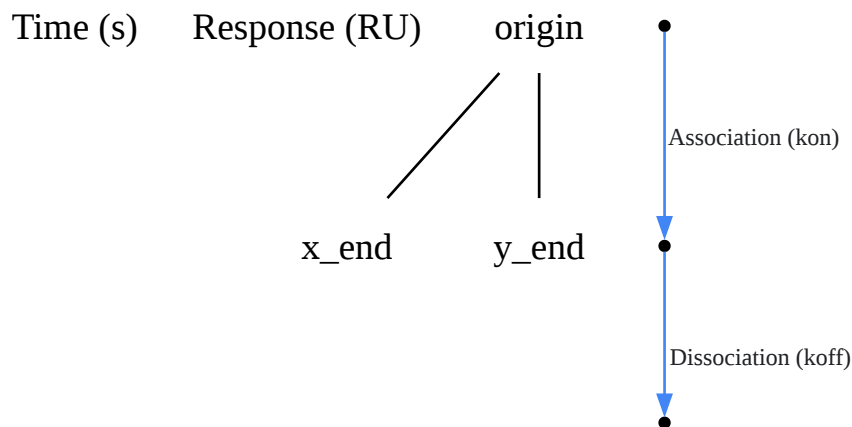 Time (s) Response (RU) origin
Association (kon)
x_end y_end
Dissociation (koff)